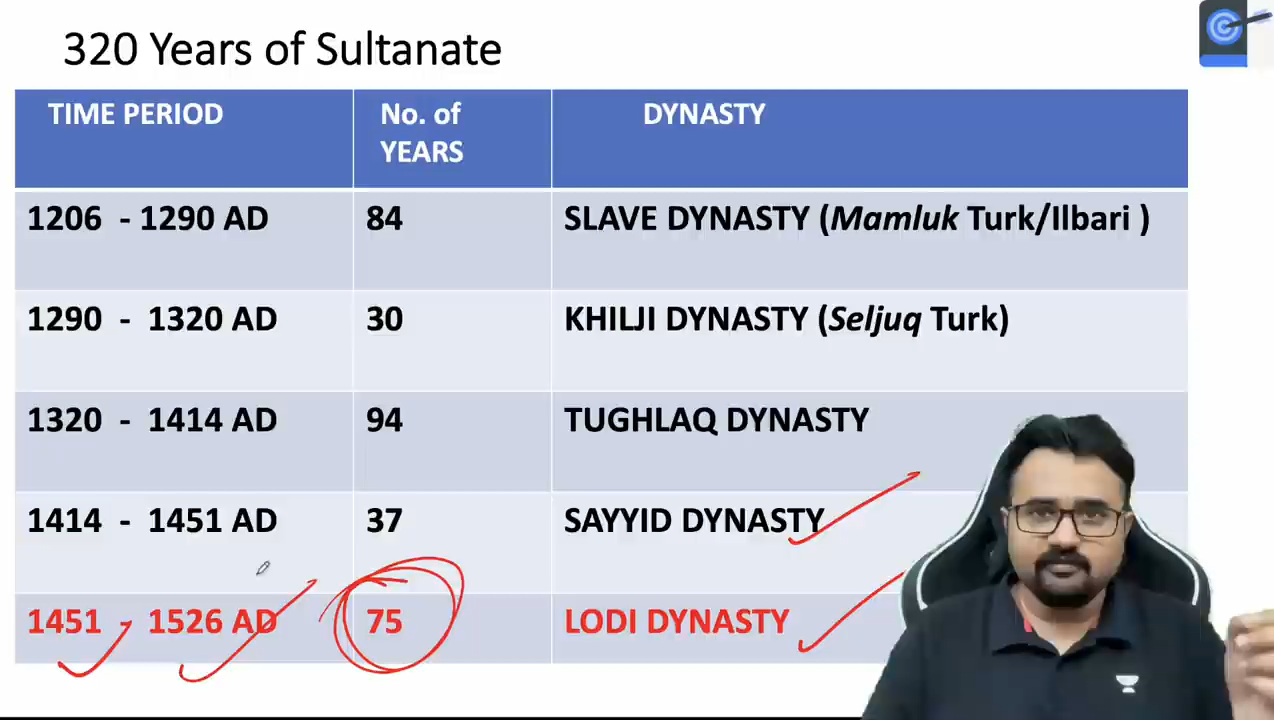 320 Years of Sultanate
TIME PERIOD No. of YEARS DYNASTY
1206 - 1290 AD 84 SLAVE DYNASTY (Mamluk Turk/Ilbari )
1290 - 1320 AD 30 KHILJI DYNASTY (Seljuq Turk)
1320 - 1414 AD 94 TUGHLAQ DYNASTY
1414 - 1451 AD 37 SAYYID DYNASTY
1451 - 1526 AD 75 LODI DYNASTY